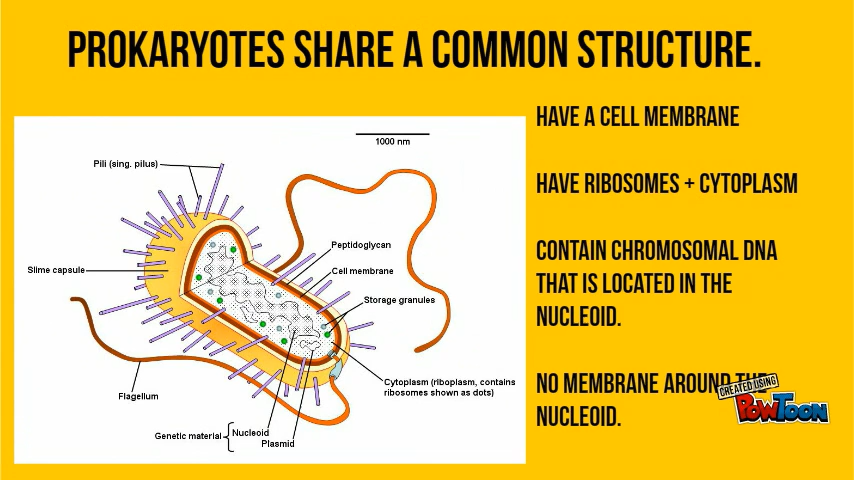 PROKARYOTES SHARE A COMMON STRUCTURE.
HAVE A CELL MEMBRANE
HAVE RIBOSOMES + CYTOPLASM
CONTAIN CHROMOSOMAL DNA
THAT IS LOCATED IN THE
NUCLEOID.
NO MEMBRANE AROUND THE
NUCLEOID.
1000 nm
Pili (sing. pilus)
Peptidoglycan
Cell membrane
Slime capsule
Storage granules
Cytoplasm (riboplasm, contains
ribosomes shown as dots)
Flagellum
Genetic material
Nucleoid
Plasmid
CREATED USING
POWTOON